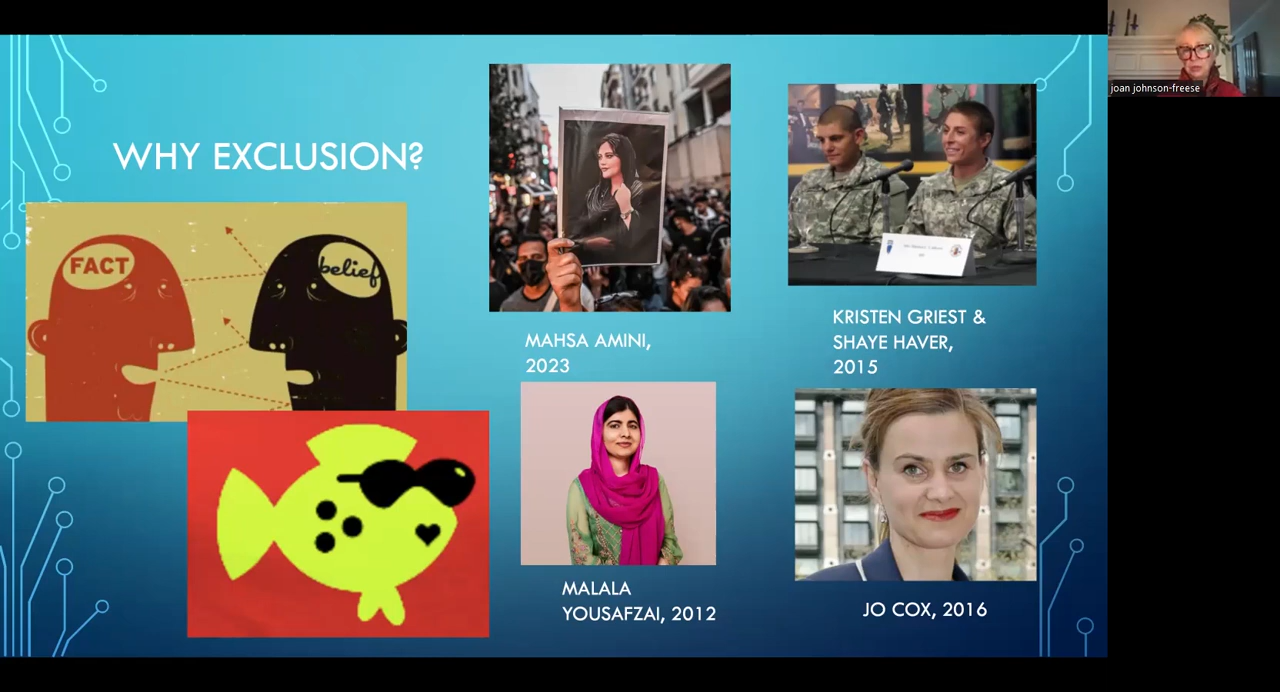 WHY EXCLUSION?
FACT
belief
MAHSA AMINI,
2023
KRISTEN GRIEST &
SHAYE HAVER,
2015
MALALA
YOUSAFZAI, 2012
JO COX, 2016
joan johnson-freese